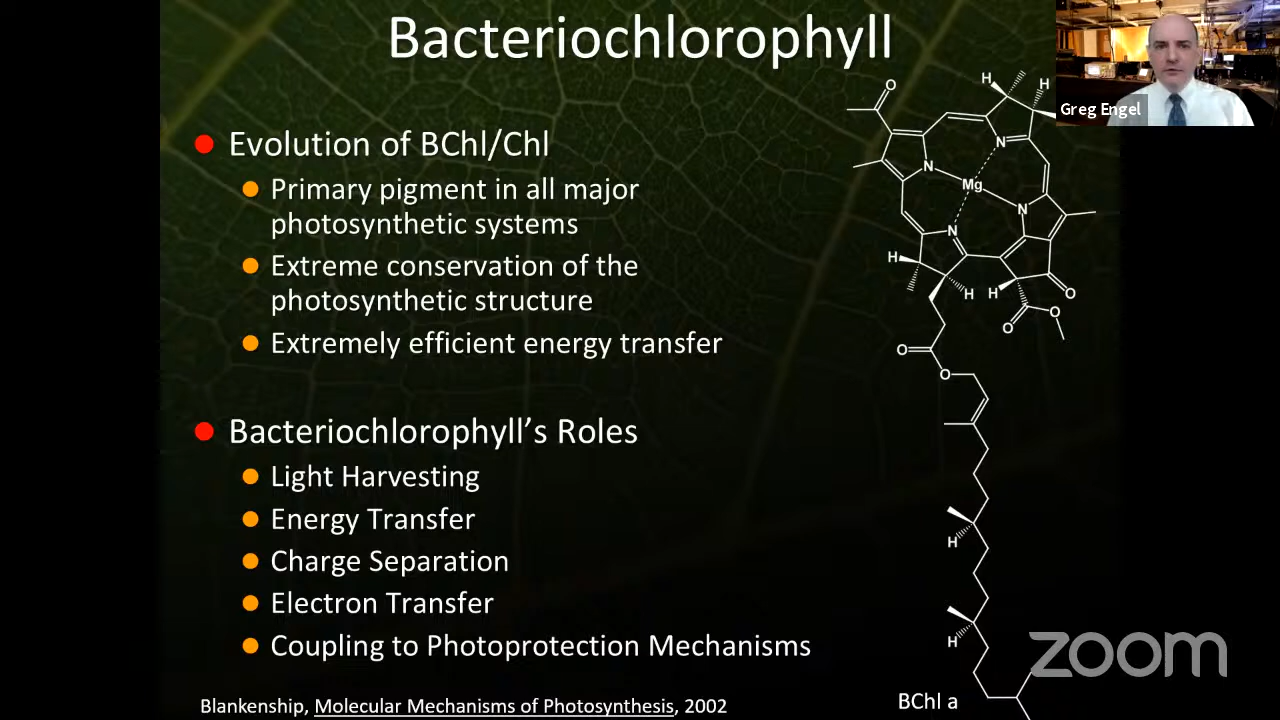 Bacteriochlorophyll
Greg Engel
Evolution of BChl/Chl
Primary pigment in all major
photosynthetic systems
Extreme conservation of the
photosynthetic structure
Extremely efficient energy transfer
Bacteriochlorophyll's Roles
Light Harvesting
Energy Transfer
Charge Separation
Electron Transfer
Coupling to Photoprotection Mechanisms
Blankenship, Molecular Mechanisms of Photosynthesis, 2002
O
H
H
N
N
Mg
N
N
H
H
H
O
O
O
O
O
H
H
BChl a
zoom